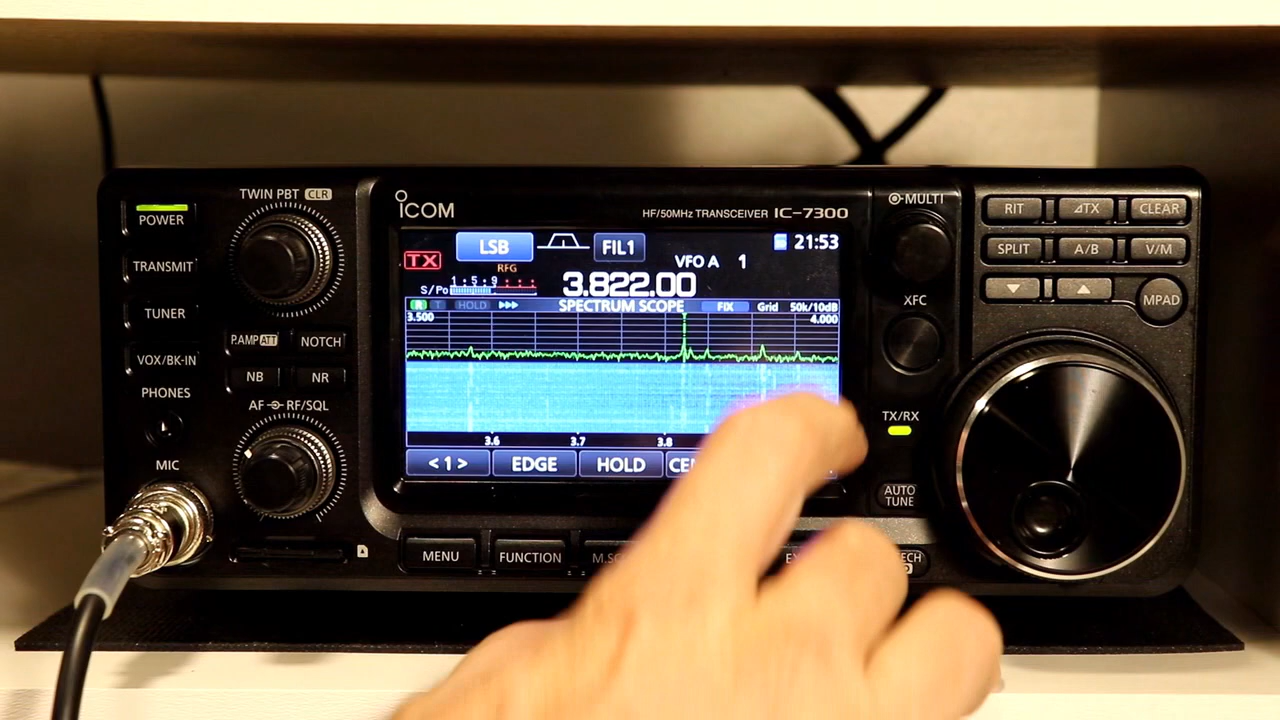 TWIN PBT CLR
POWER
TRANSMIT
TUNER
P.AMP ATT NOTCH
VOX/BK-IN
NB NR
PHONES
AF RF/SQL
MIC
ICOM
HF/50MHz TRANSCEIVER IC-7300
LSB FIL1 21:53
TX
RFG
VFO A 1
1:5:9
S/Po
3.822.00
R T HOLD SPECTRUM SCOPE FIX Grid 50k/10dB
3.500 4.000
3.6 3.7 3.8
<1> EDGE HOLD
MENU FUNCTION
MULTI
XFC
TX/RX
AUTO
TUNE
RIT ⊿TX CLEAR
SPLIT A/B V/M
▼ ▲ MPAD